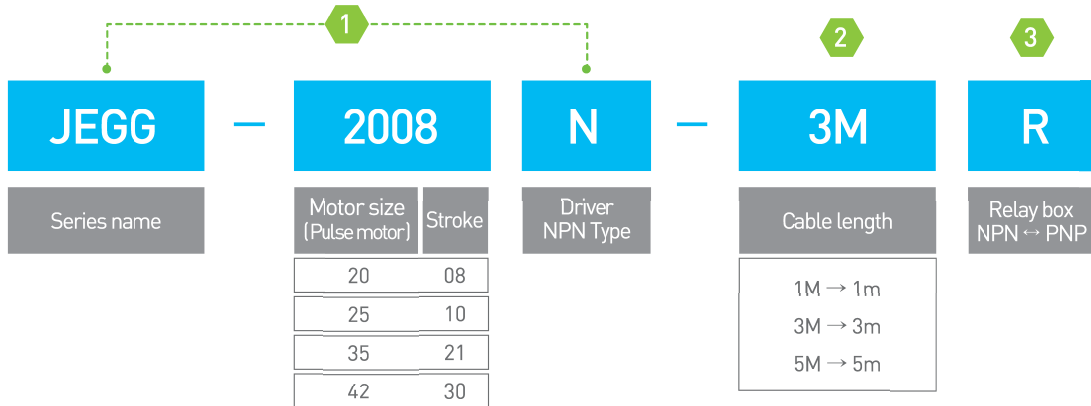 1
2
3
JEGG — 2008 N — 3M R
Series name
Motor size
(Pulse motor)
Stroke
Driver
NPN Type
Cable length
Relay box
NPN ↔ PNP
20 08
25 10
35 21
42 30
1M → 1m
3M → 3m
5M → 5m